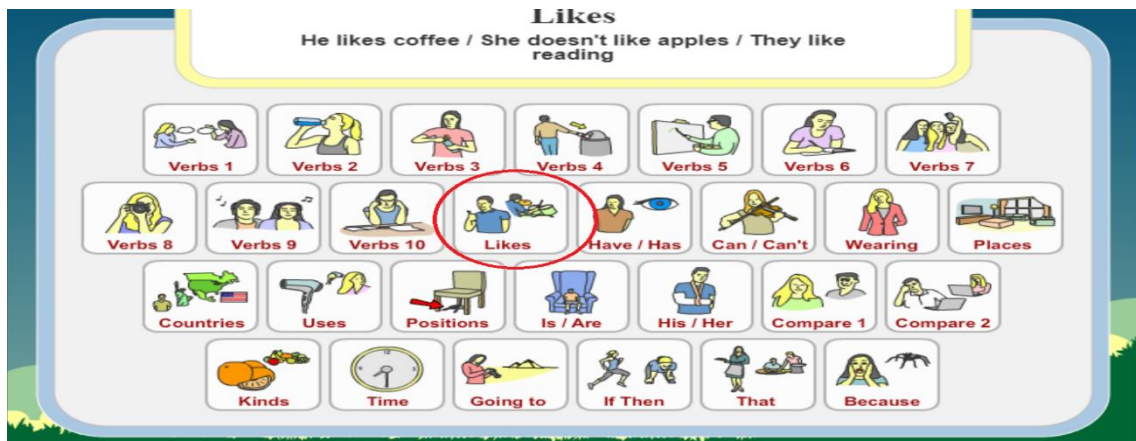 Likes
He likes coffee / She doesn't like apples / They like
reading
Verbs 1
Verbs 2
Verbs 3
Verbs 4
Verbs 5
Verbs 6
Verbs 7
Verbs 8
Verbs 9
Verbs 10
Likes
Have / Has
Can / Can't
Wearing
Places
Countries
Uses
Positions
Is / Are
His / Her
Compare 1
Compare 2
Kinds
Time
Going to
If Then
That
Because